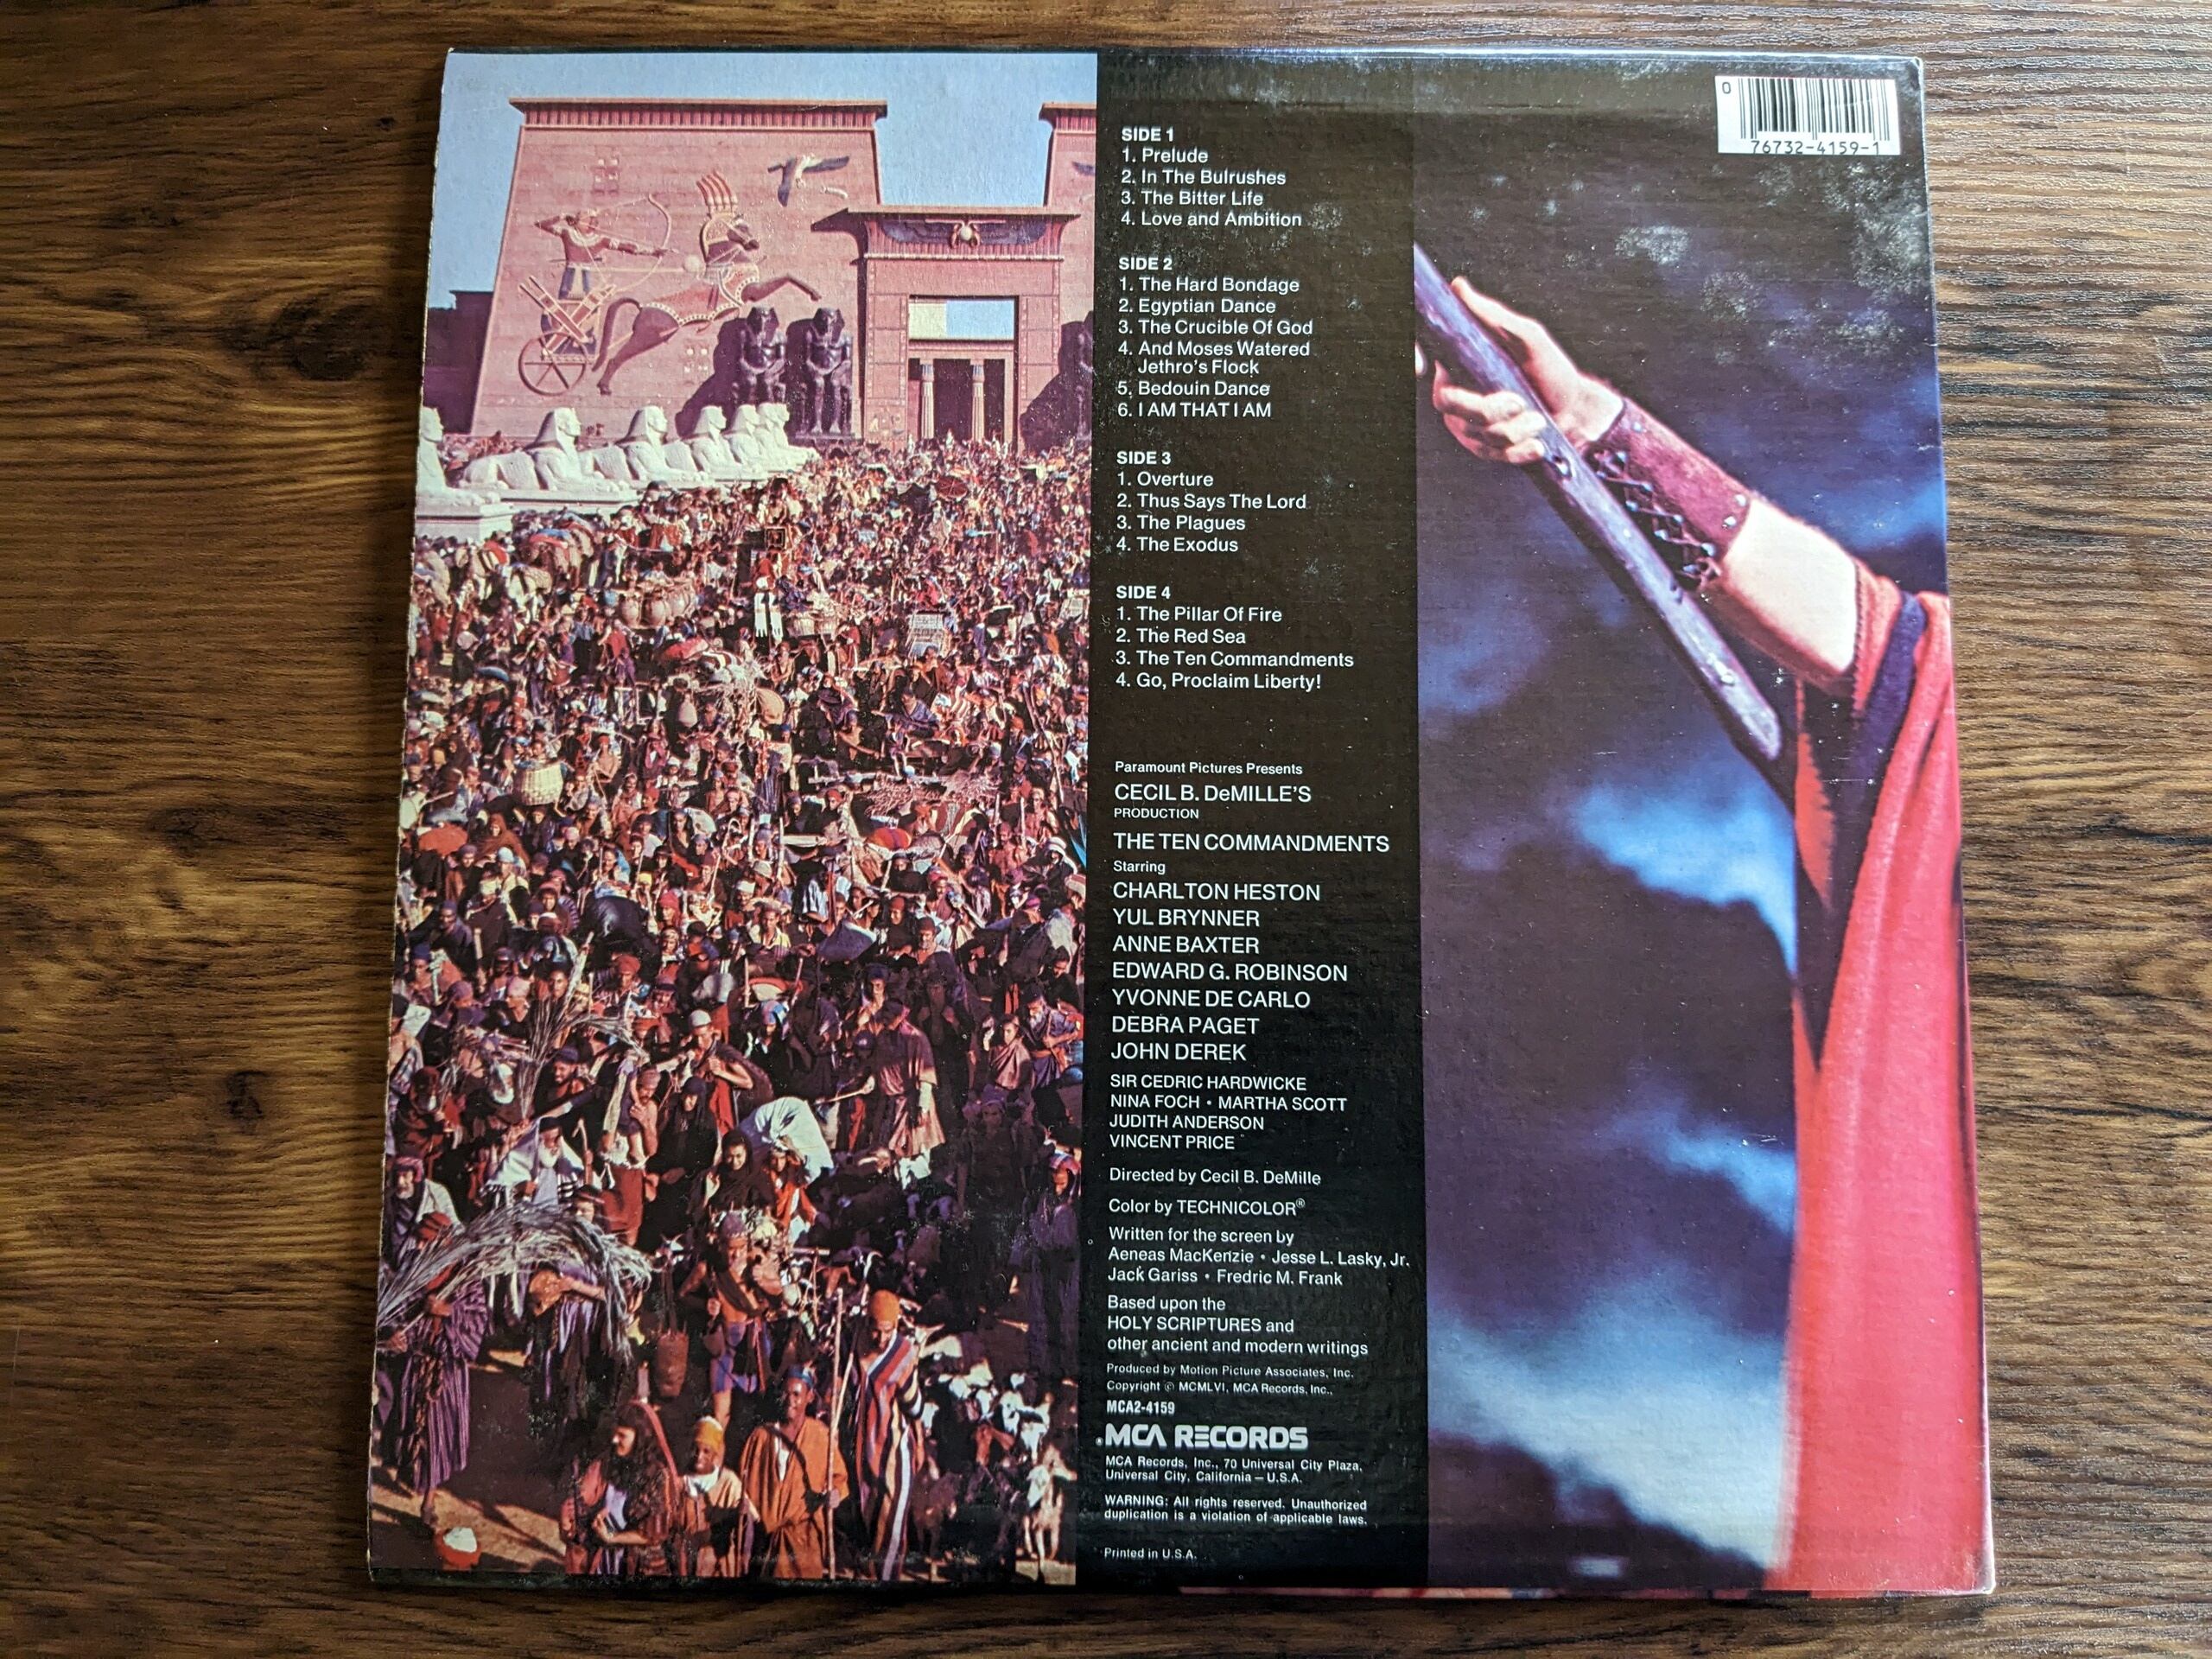 0
76732-4159-1
SIDE 1
1. Prelude
2. In The Bulrushes
3. The Bitter Life
4. Love and Ambition
SIDE 2
1. The Hard Bondage
2. Egyptian Dance
3. The Crucible Of God
4. And Moses Watered
Jethro's Flock
5. Bedouin Dance
6. I AM THAT I AM
SIDE 3
1. Overture
2. Thus Says The Lord
3. The Plagues
4. The Exodus
SIDE 4
1. The Pillar Of Fire
2. The Red Sea
3. The Ten Commandments
4. Go, Proclaim Liberty!
Paramount Pictures Presents
CECIL B. DeMILLE'S
PRODUCTION
THE TEN COMMANDMENTS
Starring
CHARLTON HESTON
YUL BRYNNER
ANNE BAXTER
EDWARD G. ROBINSON
YVONNE DE CARLO
DEBRA PAGET
JOHN DEREK
SIR CEDRIC HARDWICKE
NINA FOCH • MARTHA SCOTT
JUDITH ANDERSON
VINCENT PRICE
Directed by Cecil B. DeMille
Color by TECHNICOLOR®
Written for the screen by
Aeneas MacKenzie • Jesse L. Lasky, Jr.
Jack Gariss • Fredric M. Frank
Based upon the
HOLY SCRIPTURES and
other ancient and modern writings
Produced by Motion Picture Associates, Inc.
Copyright © MCMLVI, MCA Records, Inc.,
MCA2-4159
MCA RECORDS
MCA Records, Inc., 70 Universal City Plaza,
Universal City, California — U.S.A.
WARNING: All rights reserved. Unauthorized
duplication is a violation of applicable laws.
Printed in U.S.A.